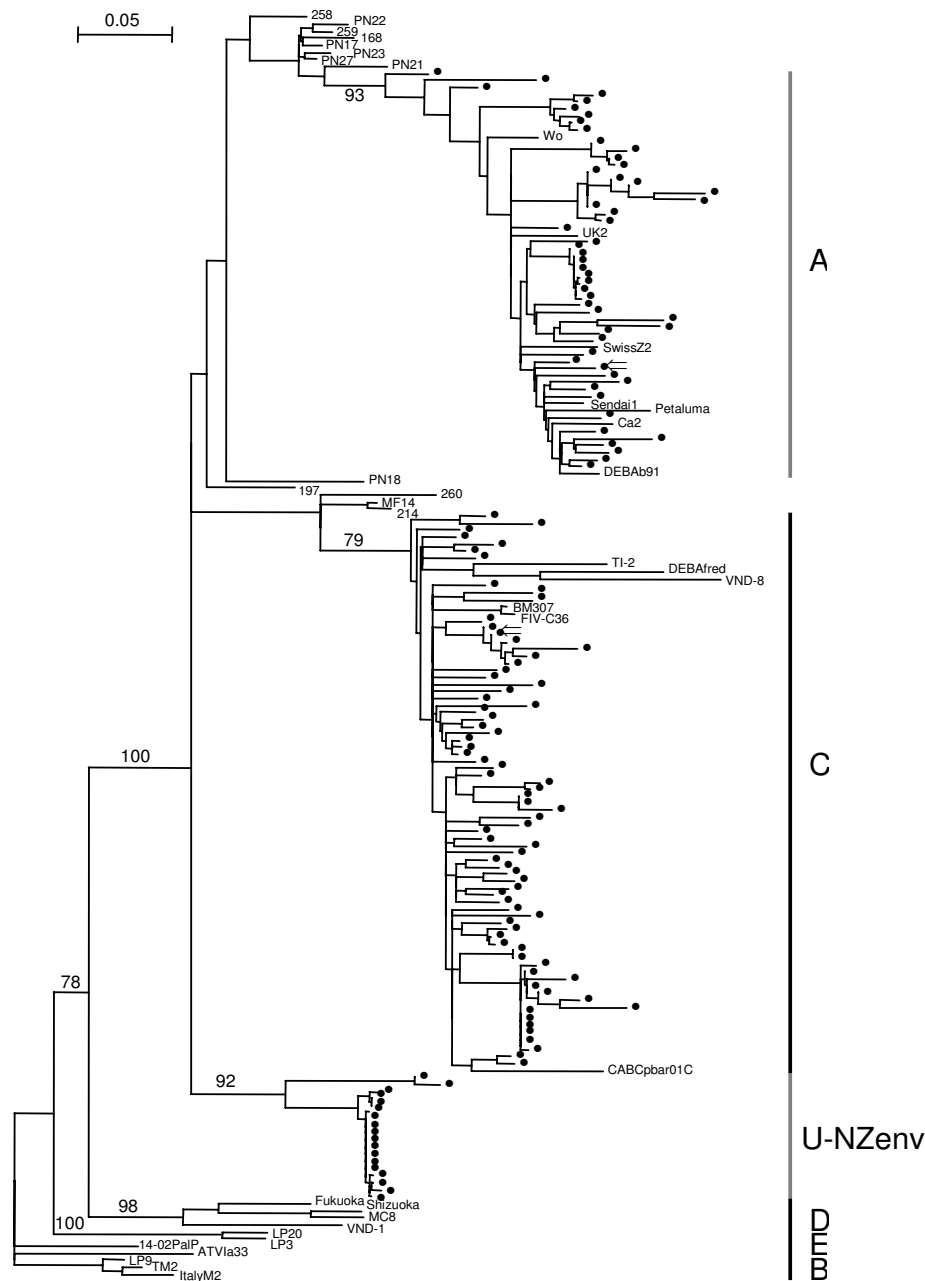 0.05
258
PN22
259
168
PN17
PN23
PN27
PN21
93
Wo
UK2
A
SwissZ2
Sendai1
Petaluma
Ca2
DEBAb91
PN18
197
260
MF14
214
79
TI-2
DEBAfred
VND-8
BM307
FIV-C36
100
C
78
CABCpbar01C
92
U-NZenv
98
Fukuoka
Shizuoka
MC8
D
100
VND-1
LP20
LP3
E
14-02PalP
ATVIa33
LP9
TM2
B
ItalyM2